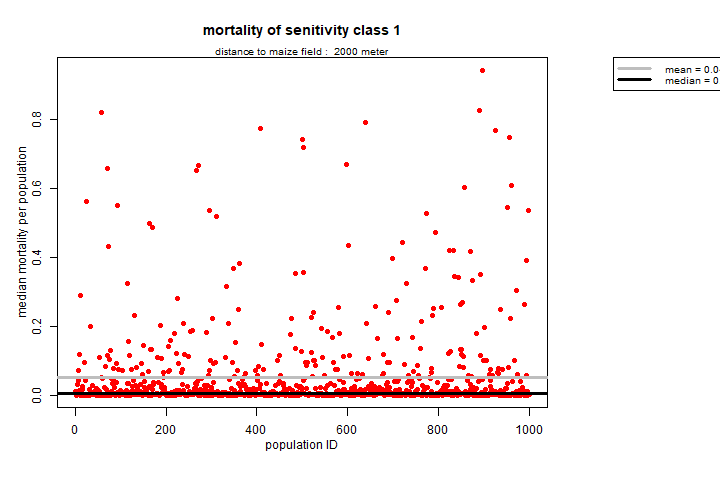 mortality of senitivity class 1
distance to maize field : 2000 meter
mean = 0.0
median = 0
median mortality per population
0.0
0.2
0.4
0.6
0.8
0
200
400
600
800
1000
population ID